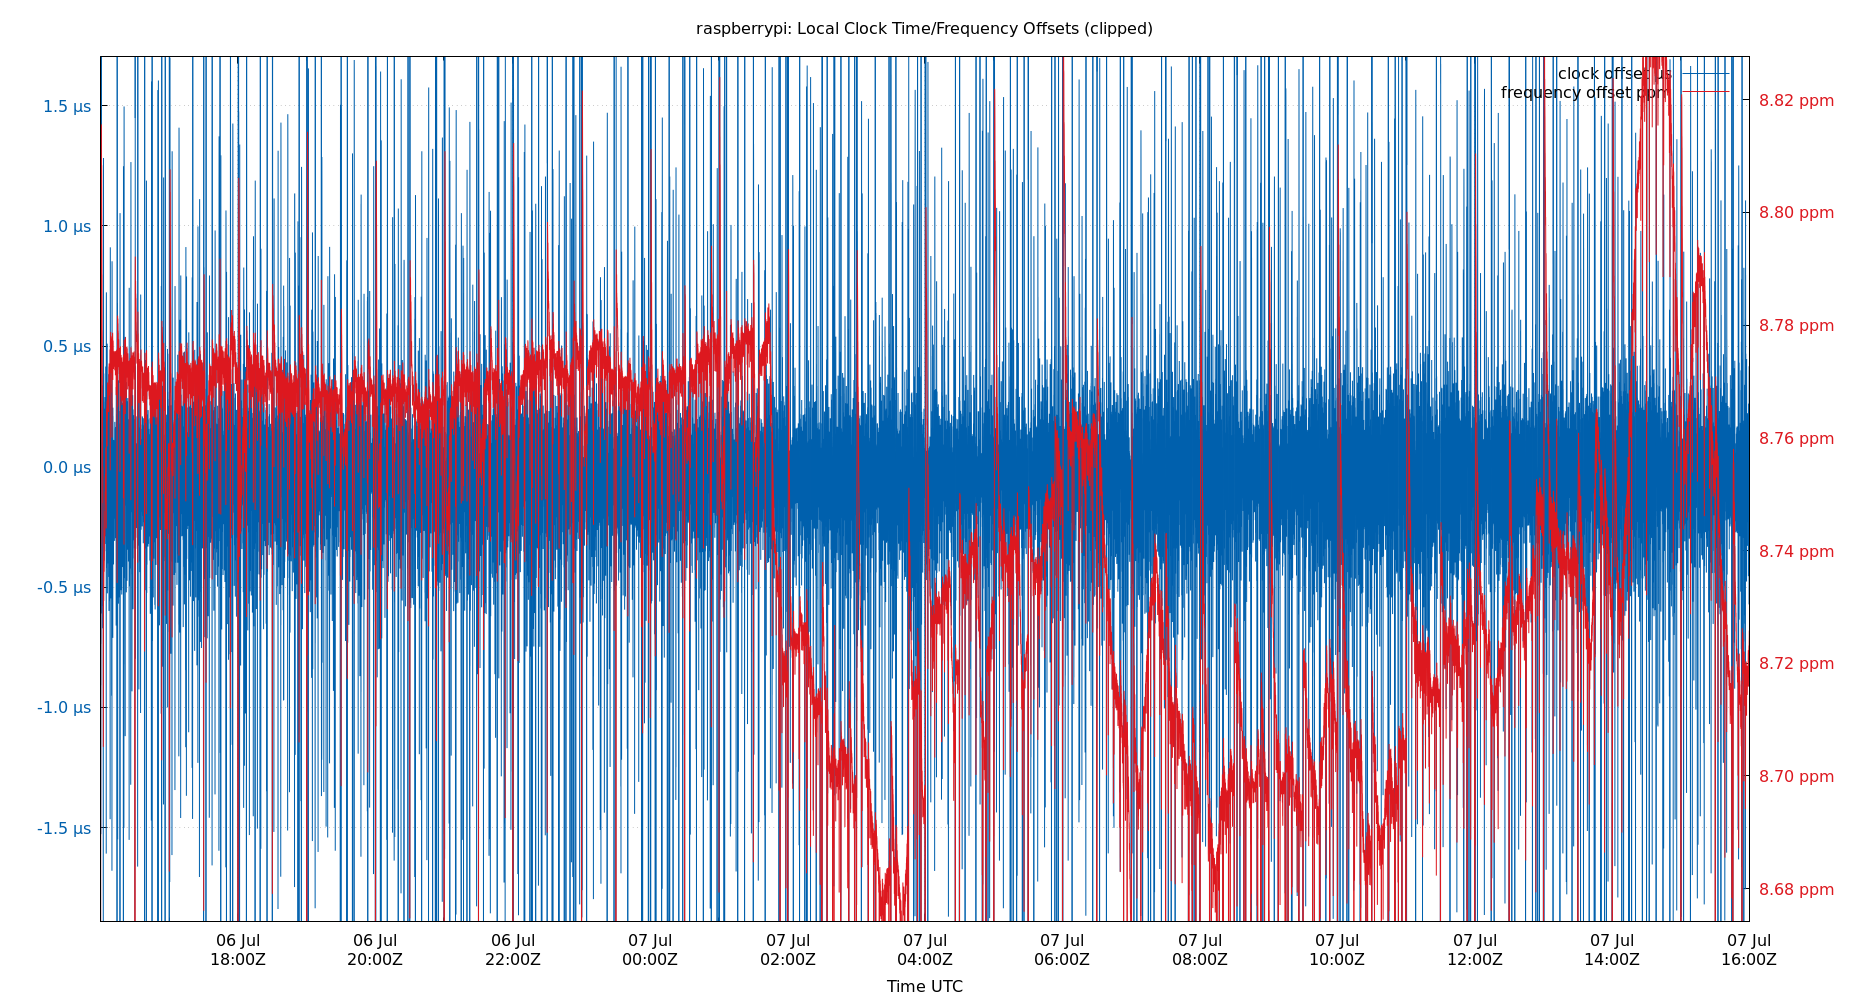 raspberrypi: Local Clock Time/Frequency Offsets (clipped)
clock offset µs
frequency offset ppm
1.5 µs
1.0 µs
0.5 µs
0.0 µs
-0.5 µs
-1.0 µs
-1.5 µs
8.82 ppm
8.80 ppm
8.78 ppm
8.76 ppm
8.74 ppm
8.72 ppm
8.70 ppm
8.68 ppm
06 Jul 06 Jul 06 Jul 07 Jul 07 Jul 07 Jul 07 Jul 07 Jul 07 Jul 07 Jul 07 Jul 07 Jul
18:00Z 20:00Z 22:00Z 00:00Z 02:00Z 04:00Z 06:00Z 08:00Z 10:00Z 12:00Z 14:00Z 16:00Z
Time UTC